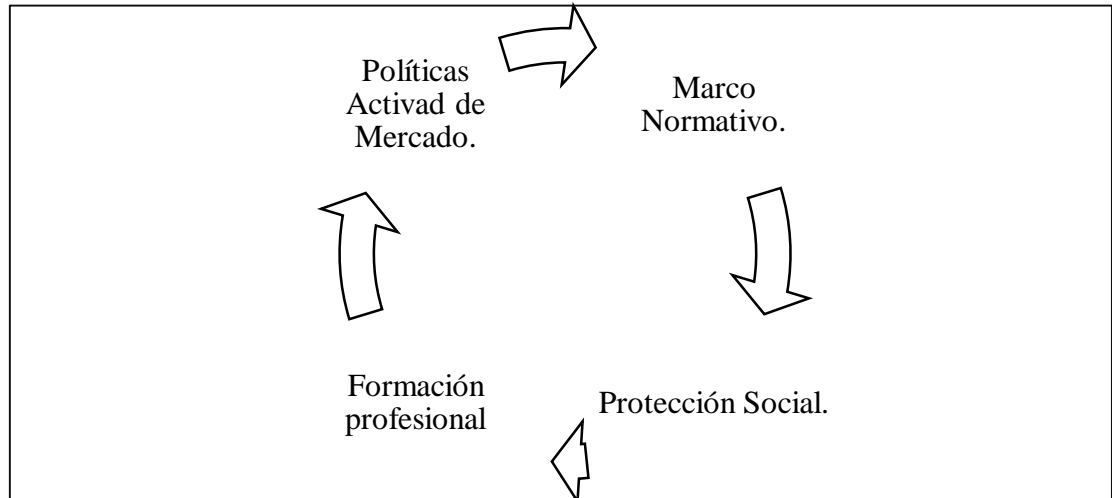 Políticas
Activad de
Mercado.
Marco
Normativo.
Formación
profesional
Protección Social.